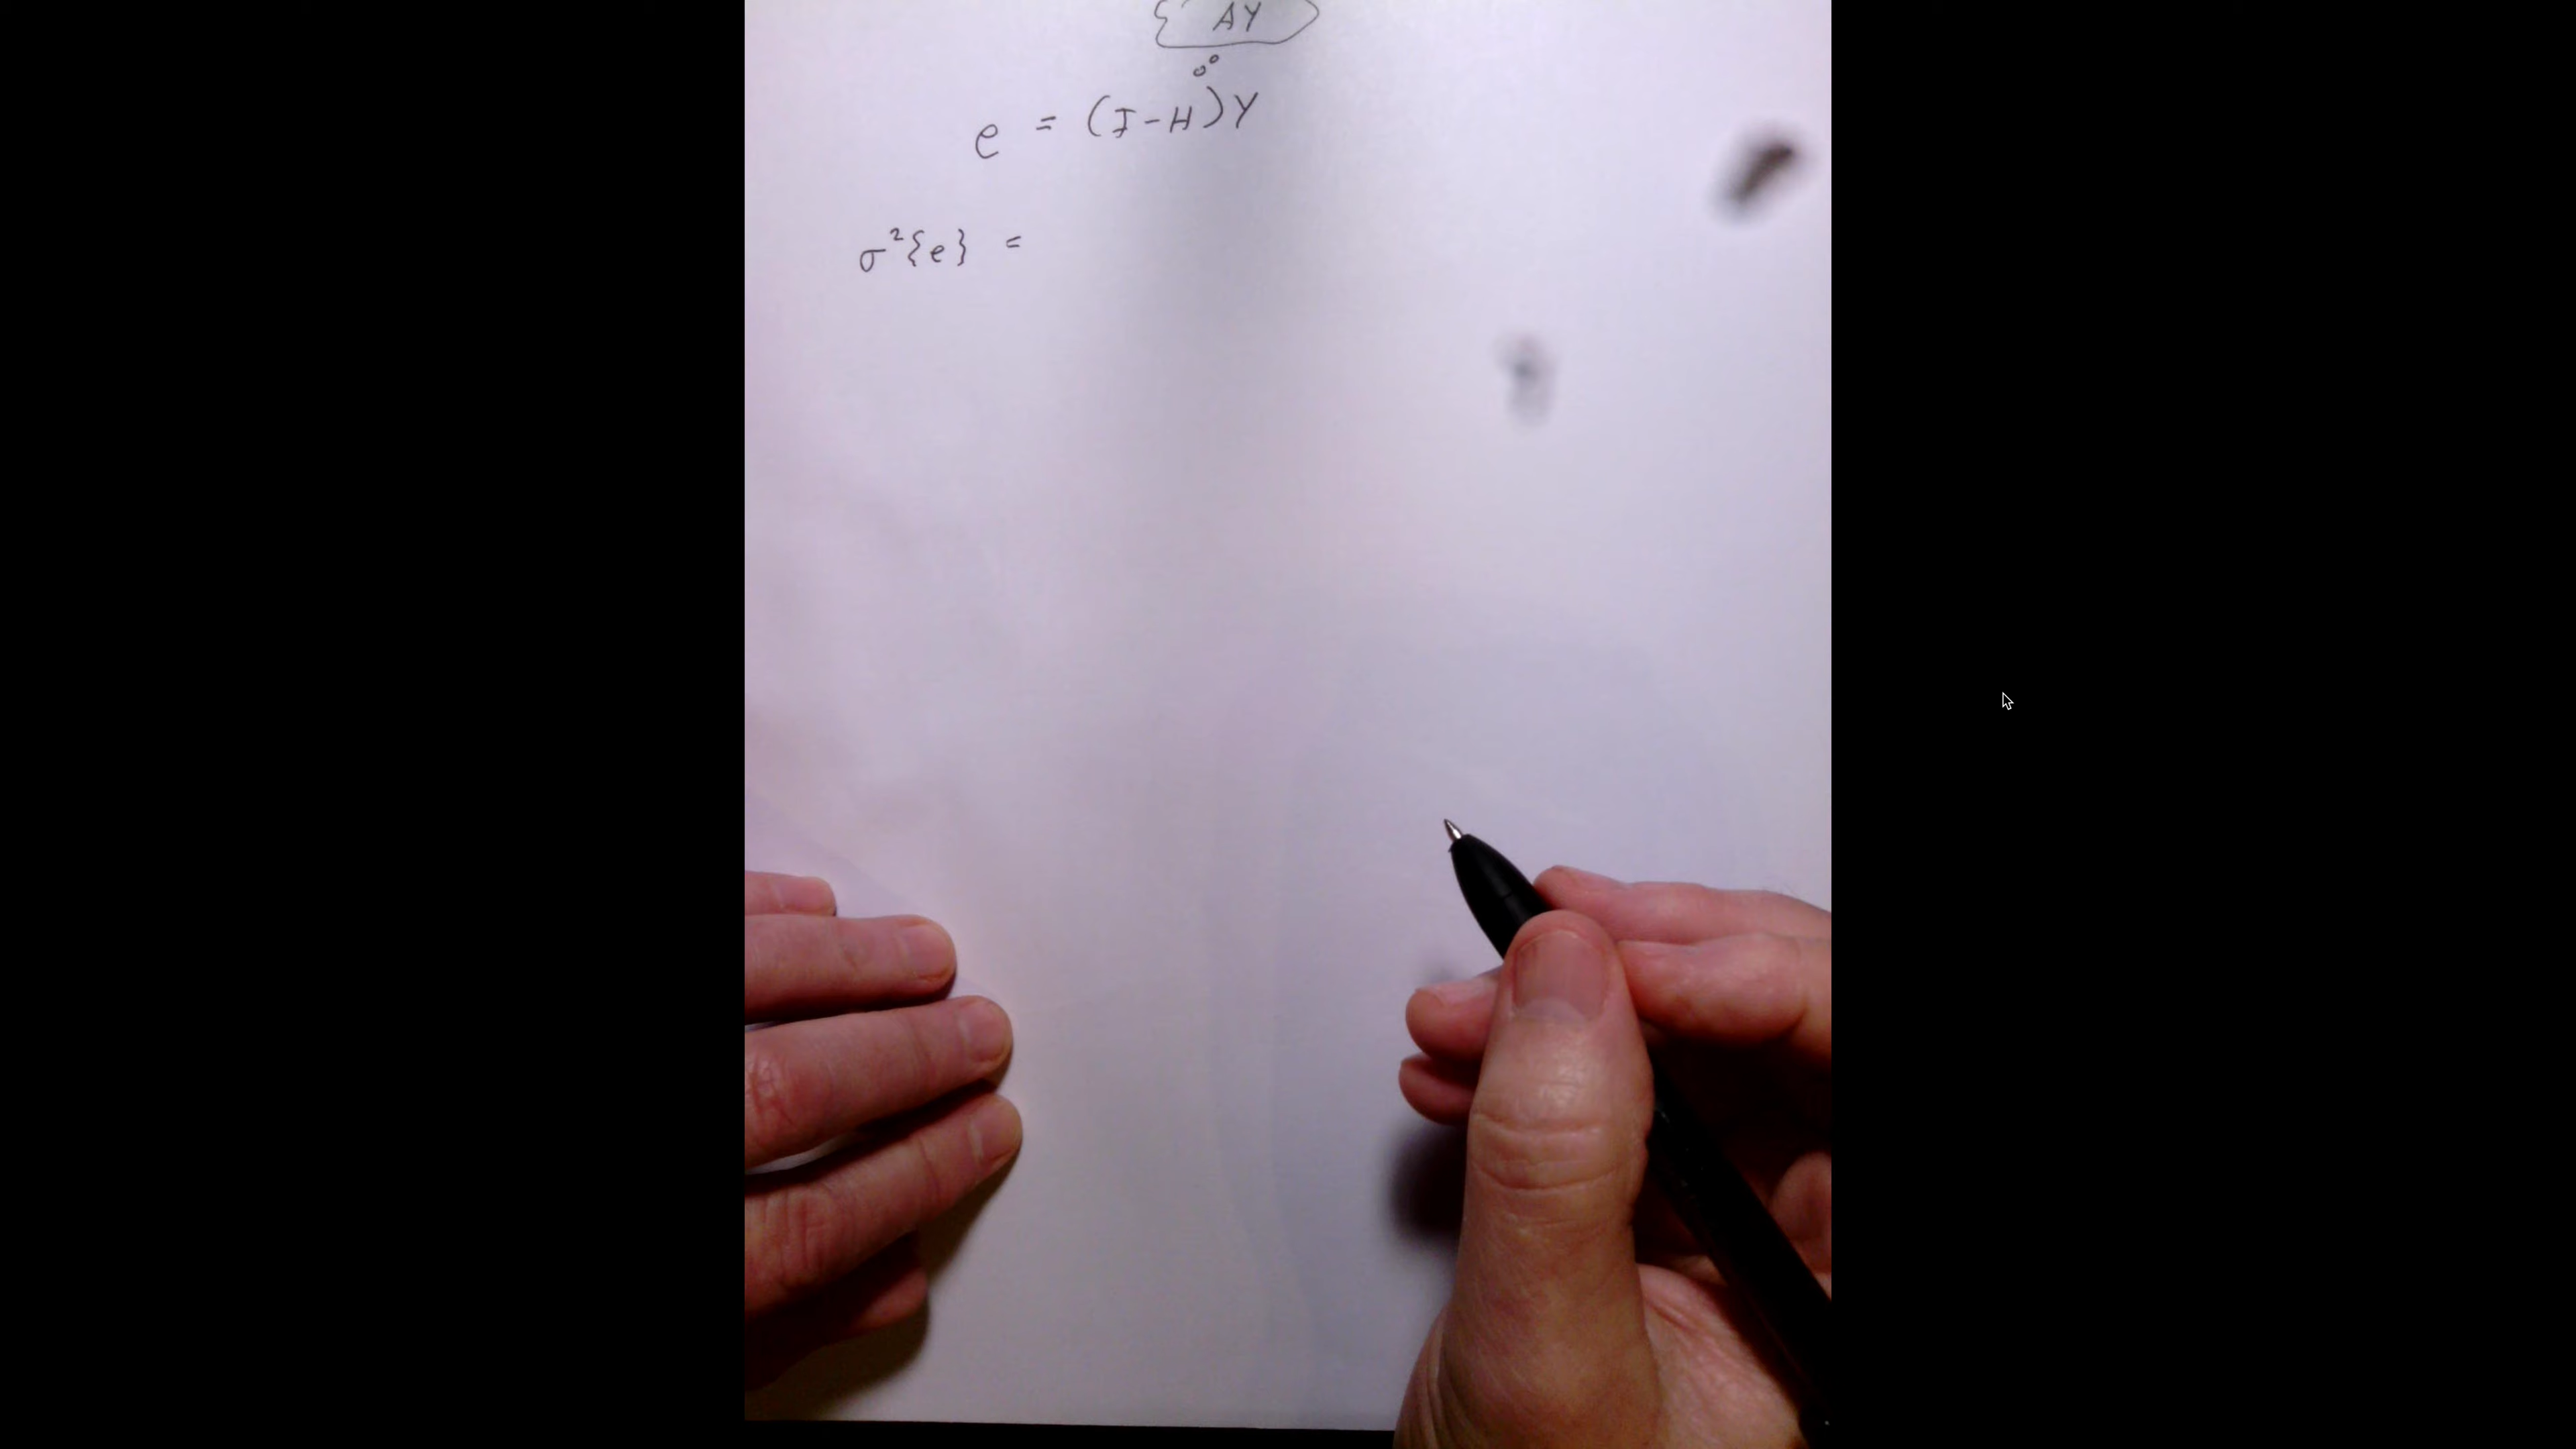 AY
e = (I-H)Y
σ²{e} =